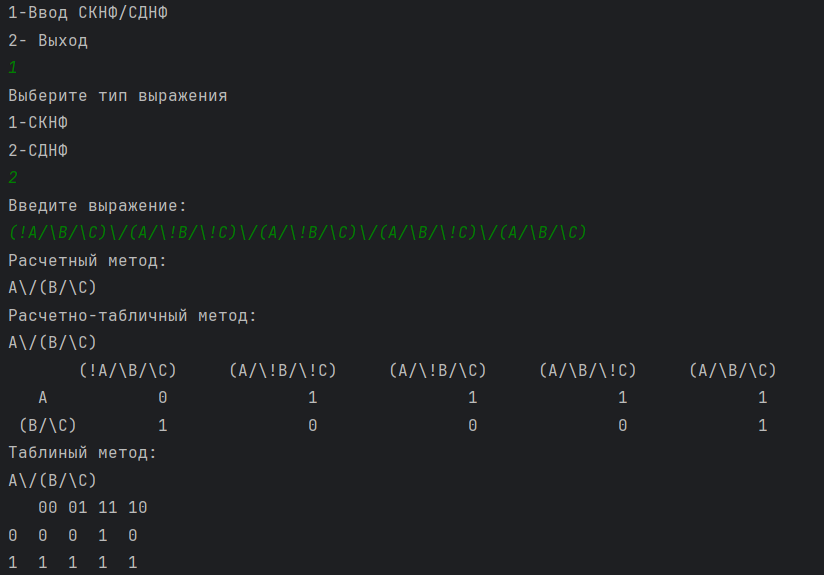 1-Ввод СКНФ/СДНФ
2- Выход
1
Выберите тип выражения
1-СКНФ
2-СДНФ
2
Введите выражение:
(!A/\B/\C)\/(A/\!B/\!C)\/(A/\!B/\C)\/(A/\B/\!C)\/(A/\B/\C)
Расчетный метод:
A\/(B/\C)
Расчетно-табличный метод:
A\/(B/\C)
(!A/\B/\C) (A/\!B/\!C) (A/\!B/\C) (A/\B/\!C) (A/\B/\C)
A 0 1 1 1 1
(B/\C) 1 0 0 0 1
Таблиный метод:
A\/(B/\C)
00 01 11 10
0 0 0 1 0
1 1 1 1 1